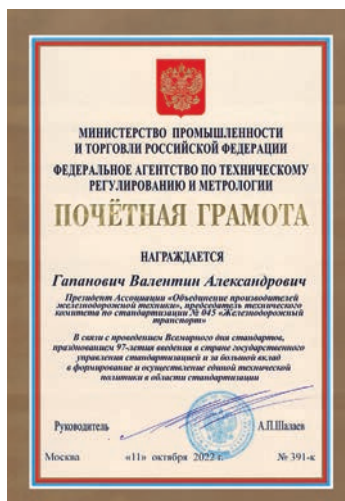 МИНИСТЕРСТВО ПРОМЫШЛЕННОСТИ
И ТОРГОВЛИ РОССИЙСКОЙ ФЕДЕРАЦИИ
ФЕДЕРАЛЬНОЕ АГЕНТСТВО ПО ТЕХНИЧЕСКОМУ
РЕГУЛИРОВАНИЮ И МЕТРОЛОГИИ
ПОЧЁТНАЯ ГРАМОТА
НАГРАЖДАЕТСЯ
Гапанович Валентин Александрович
Президент Ассоциации «Объединение производителей
железнодорожной техники», председатель технического
комитета по стандартизации № 045 «Железнодорожный
транспорт»
В связи с проведением Всемирного дня стандартов,
празднованием 97-летия введения в стране государственного
управления стандартизацией и за большой вклад
в формирование и осуществление единой технической
политики в области стандартизации
Руководитель А.П.Шалаев
Москва «11» октября 2022 г. № 391-к